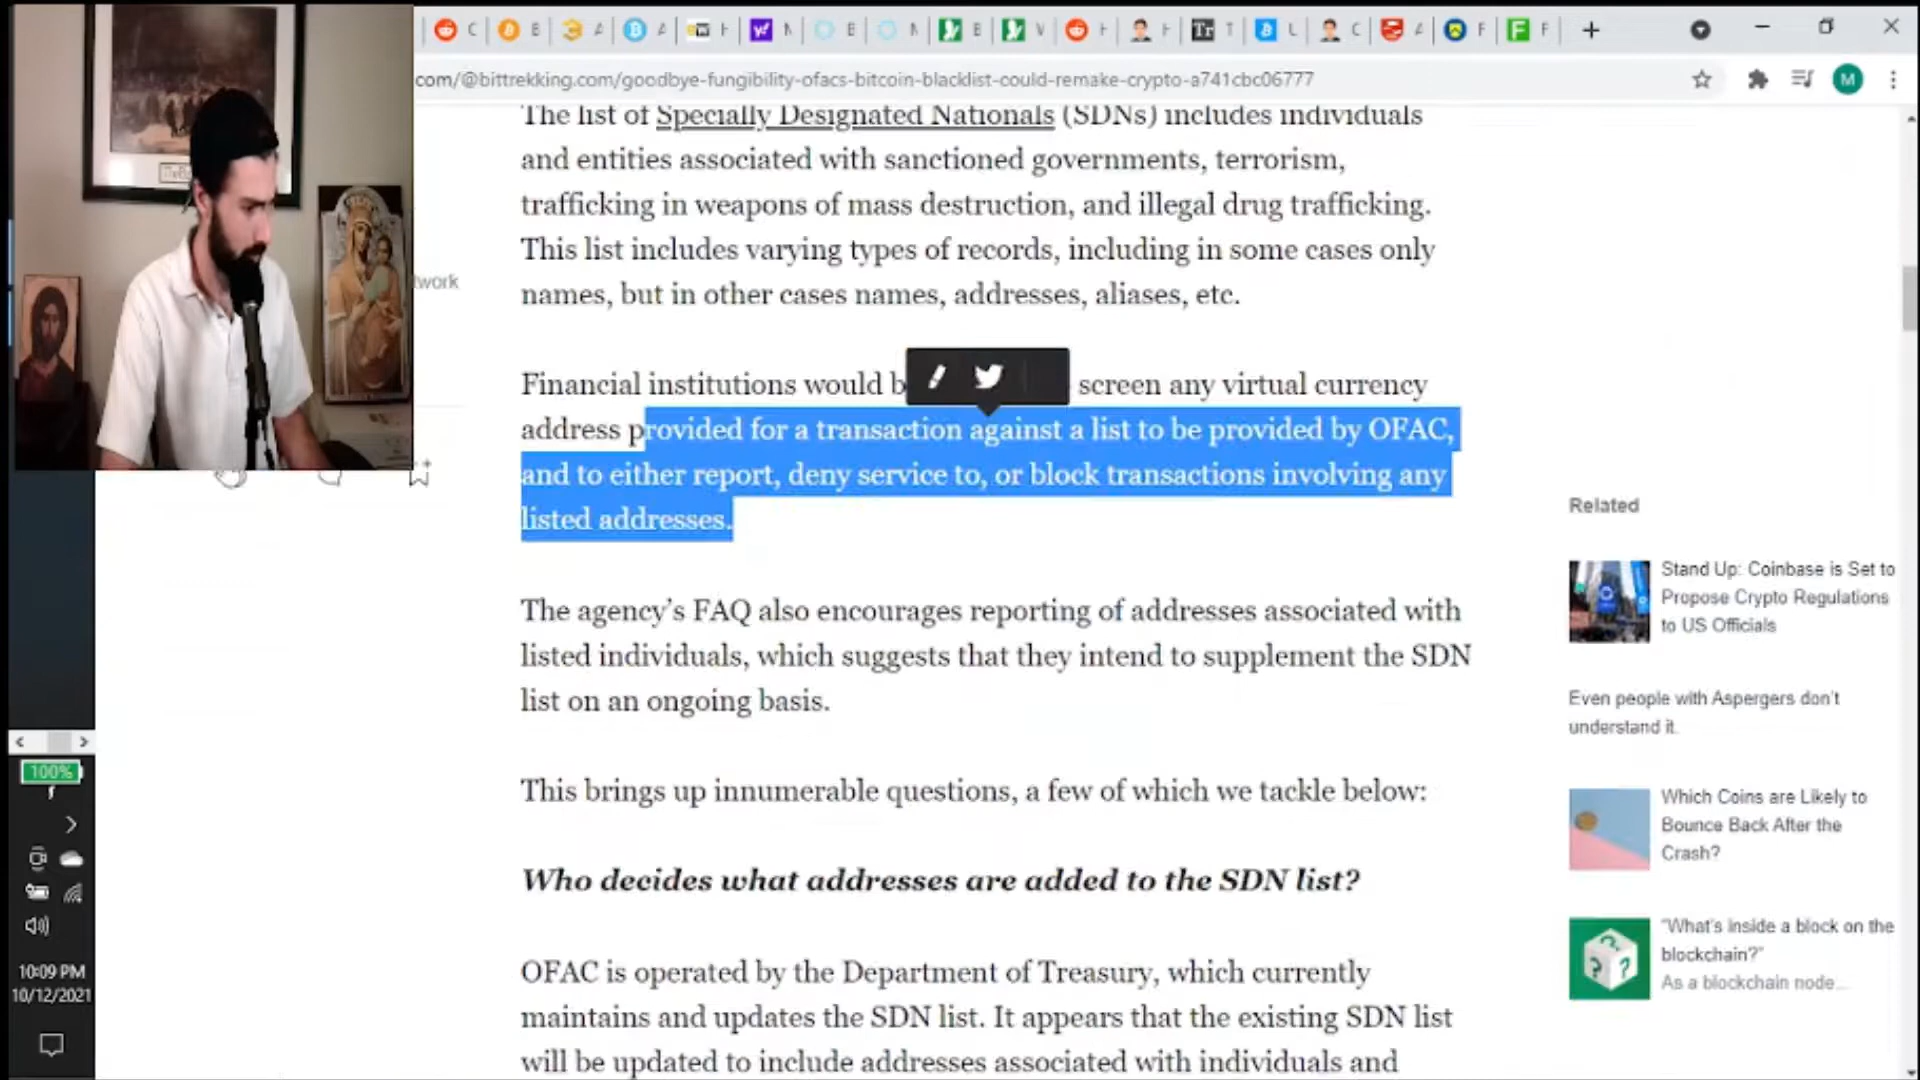 com/@bittrekking.com/goodbye-fungibility-ofacs-bitcoin-blacklist-could-remake-crypto-a741cbc06777
M
The list of Specially Designated Nationals (SDNs) includes individuals
and entities associated with sanctioned governments, terrorism,
trafficking in weapons of mass destruction, and illegal drug trafficking.
This list includes varying types of records, including in some cases only
names, but in other cases names, addresses, aliases, etc.
twork
Financial institutions would b screen any virtual currency
address provided for a transaction against a list to be provided by OFAC,
and to either report, deny service to, or block transactions involving any
listed addresses.
The agency's FAQ also encourages reporting of addresses associated with
listed individuals, which suggests that they intend to supplement the SDN
list on an ongoing basis.
This brings up innumerable questions, a few of which we tackle below:
Who decides what addresses are added to the SDN list?
OFAC is operated by the Department of Treasury, which currently
maintains and updates the SDN list. It appears that the existing SDN list
will be updated to include addresses associated with individuals and
Related
Stand Up: Coinbase is Set to
Propose Crypto Regulations
to US Officials
Even people with Aspergers don't
understand it.
Which Coins are Likely to
Bounce Back After the
Crash?
"What's inside a block on the
blockchain?"
As a blockchain node...
100%
10:09 PM
10/12/2021